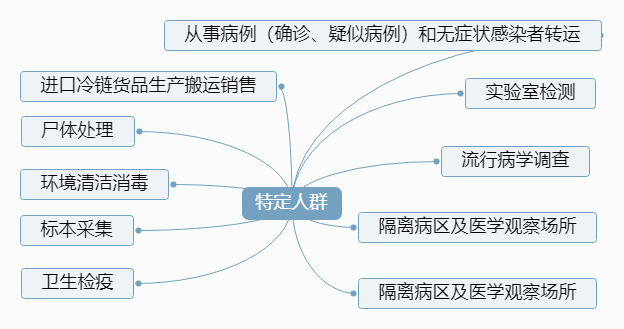 从事病例（确诊、疑似病例）和无症状感染者转运
进口冷链货品生产搬运销售
实验室检测
尸体处理
流行病学调查
环境清洁消毒
特定人群
标本采集
隔离病区及医学观察场所
卫生检疫
隔离病区及医学观察场所